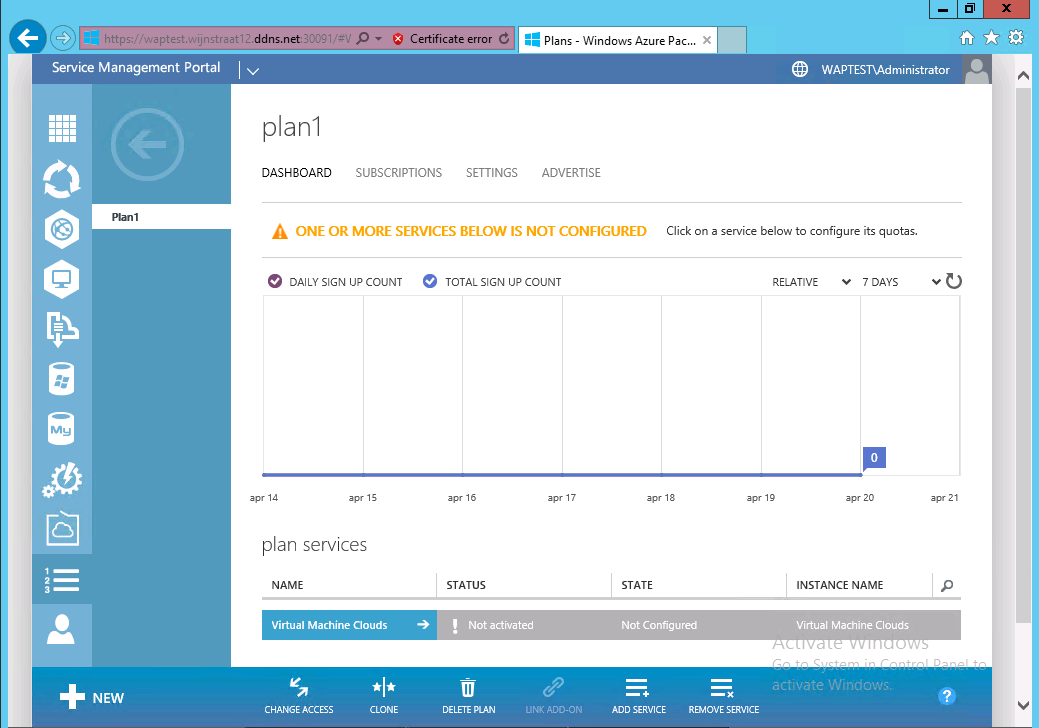 https://waptest.wijnstraat12.ddns.net:30091/#V
Certificate error
Plans - Windows Azure Pac...
Service Management Portal
WAPTEST\Administrator
plan1
DASHBOARD SUBSCRIPTIONS SETTINGS ADVERTISE
Plan1
ONE OR MORE SERVICES BELOW IS NOT CONFIGURED Click on a service below to configure its quotas.
DAILY SIGN UP COUNT TOTAL SIGN UP COUNT RELATIVE 7 DAYS
My
0
apr 14 apr 15 apr 16 apr 17 apr 18 apr 19 apr 20 apr 21
plan services
1
2
3
NAME STATUS STATE INSTANCE NAME
Virtual Machine Clouds Not activated Not Configured Virtual Machine Clouds
Activate Windows
Go to System in Control Panel to
activate Windows.
NEW
CHANGE ACCESS CLONE DELETE PLAN LINK ADD-ON ADD SERVICE REMOVE SERVICE
?